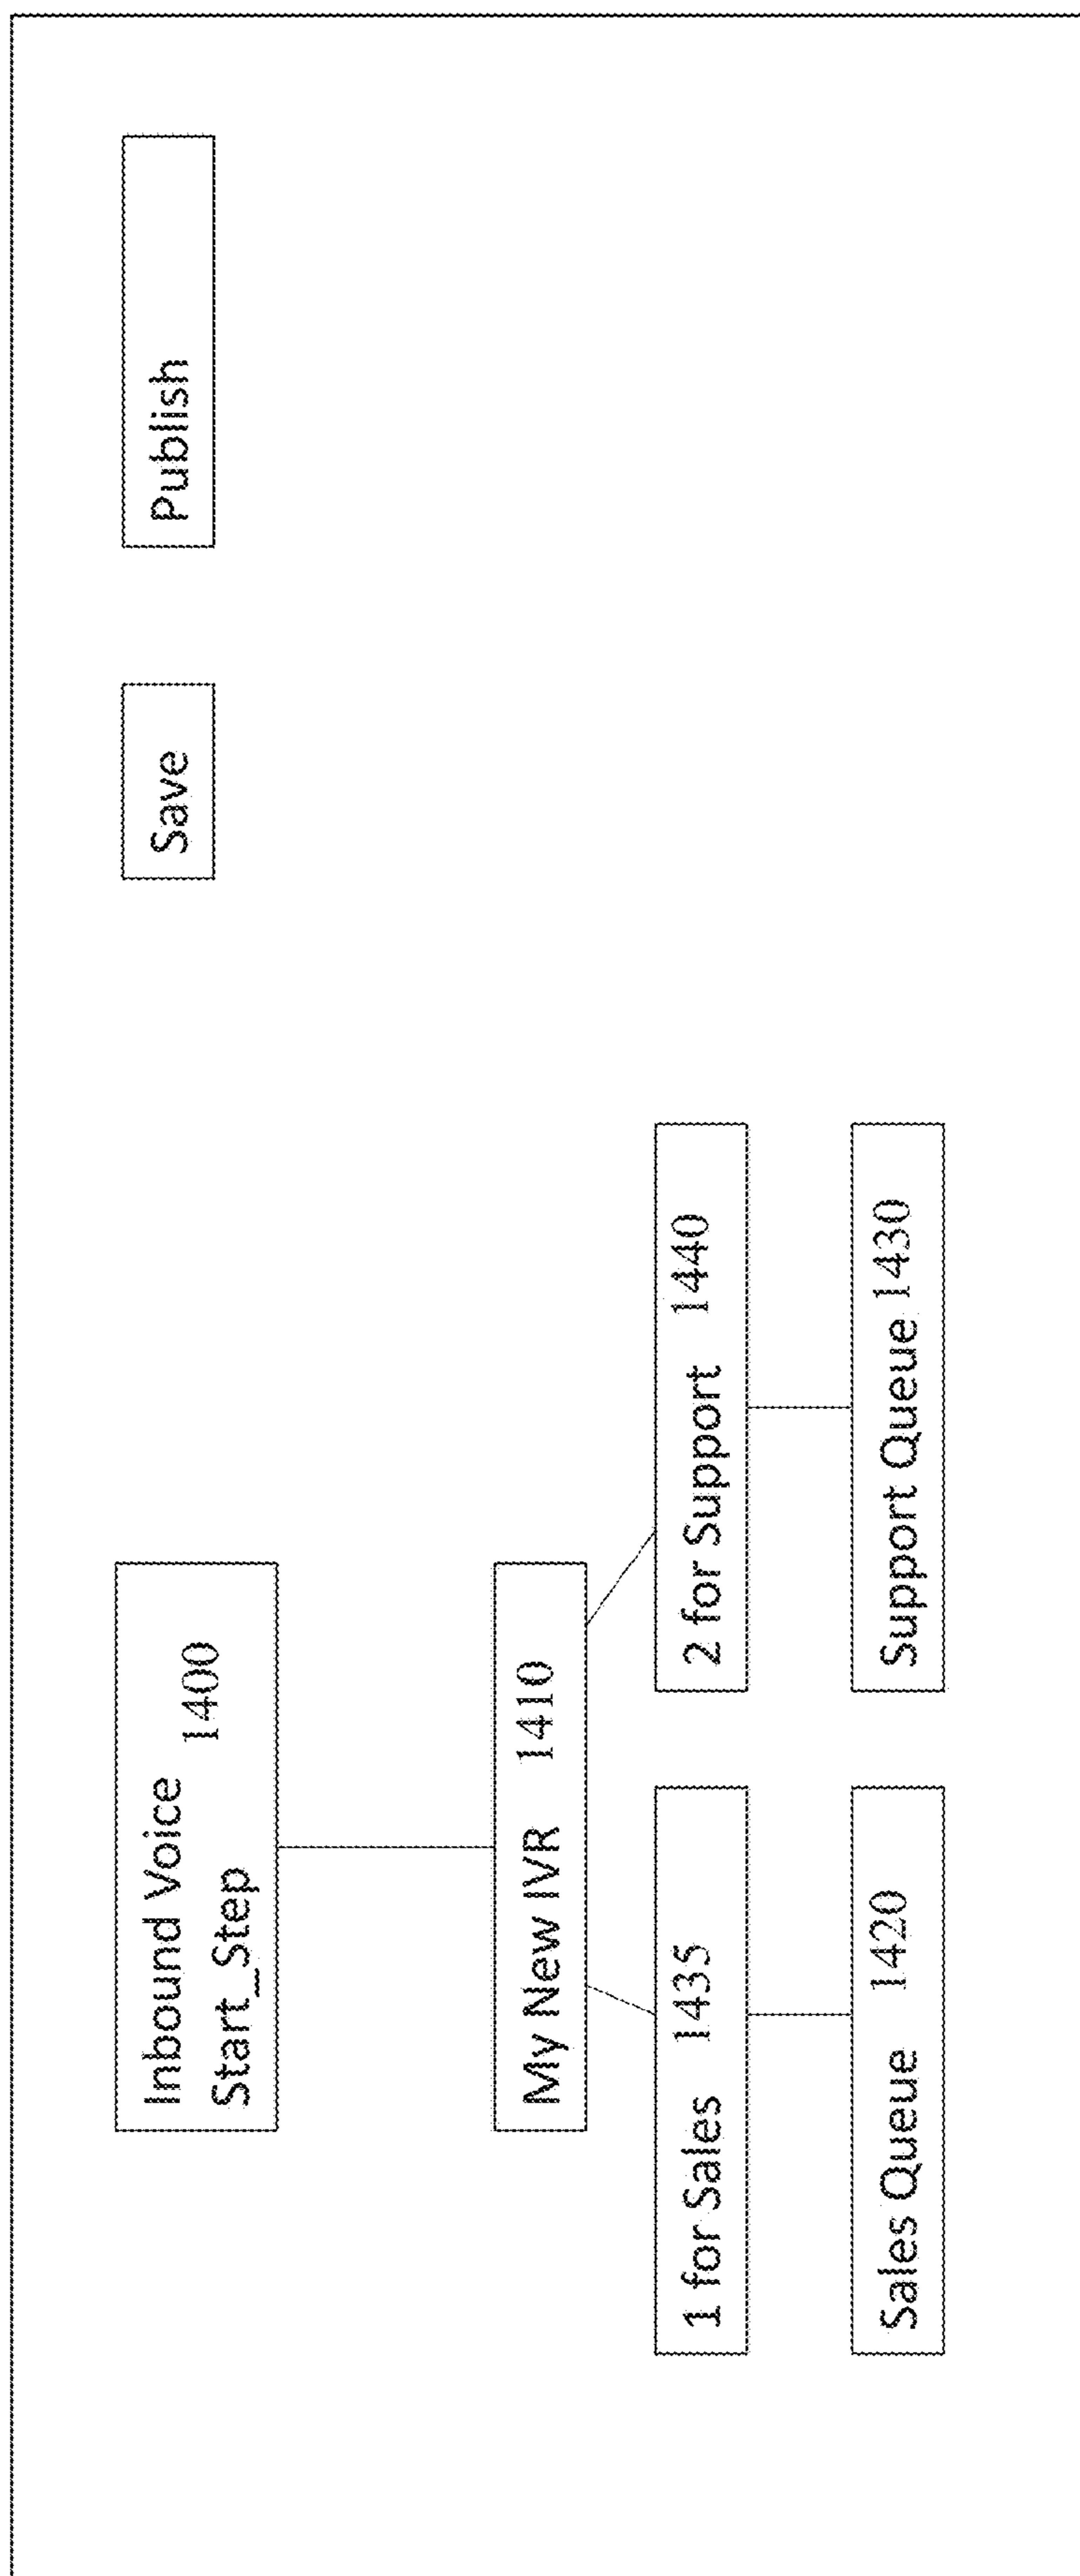 Inbound Voice
Start_Step 1400
Save
Publish
My New IVR 1410
1 for Sales 1435
2 for Support 1440
Sales Queue 1420
Support Queue 1430